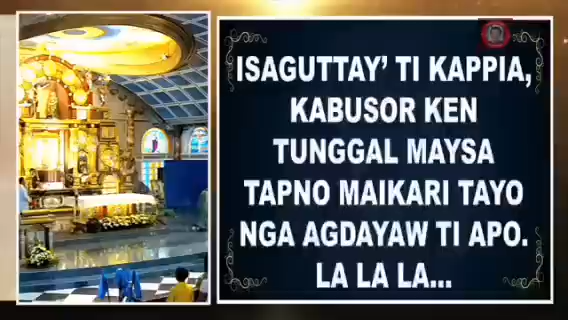 ISAGUTTAY’ TI KAPPIA,
KABUSOR KEN
TUNGGAL MAYSA
TAPNO MAIKARI TAYO
NGA AGDAYAW TI APO.
LA LA LA...